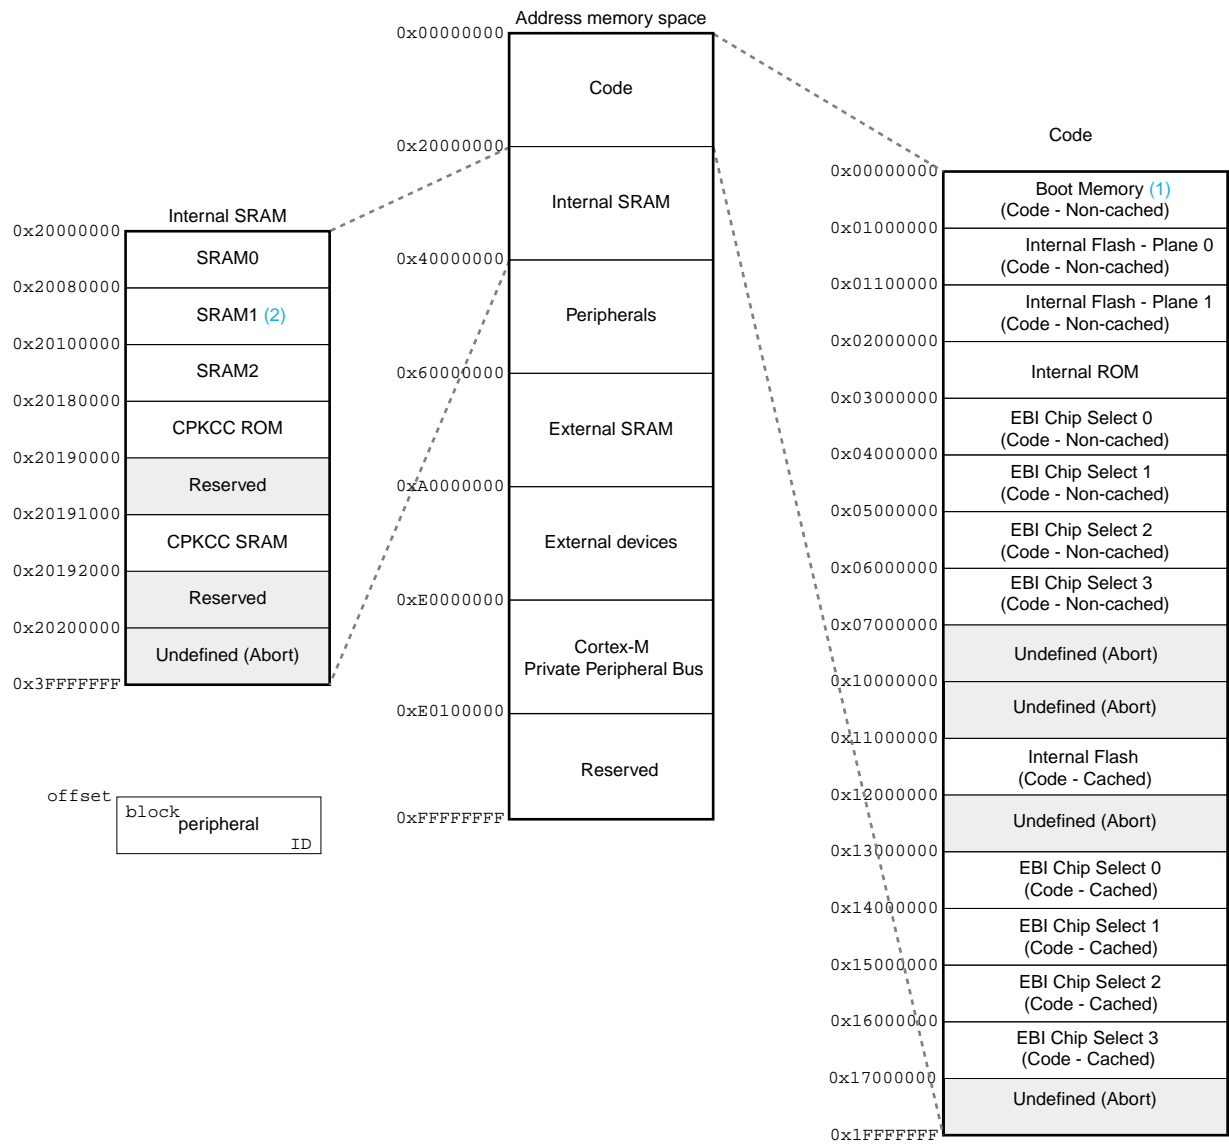 Address memory space
0x00000000
Code
0x20000000
Internal SRAM
0x40000000
Peripherals
0x60000000
External SRAM
0xA0000000
External devices
0xE0000000
Cortex-M
Private Peripheral Bus
0xE0100000
Reserved
0xFFFFFFFF
Internal SRAM
0x20000000
SRAM0
0x20080000
SRAM1 (2)
0x20100000
SRAM2
0x20180000
CPKCC ROM
0x20190000
Reserved
0x20191000
CPKCC SRAM
0x20192000
Reserved
0x20200000
Undefined (Abort)
0x3FFFFFFF
offset
block
peripheral
ID
Code
0x00000000
Boot Memory (1)
(Code - Non-cached)
0x01000000
Internal Flash - Plane 0
(Code - Non-cached)
0x01100000
Internal Flash - Plane 1
(Code - Non-cached)
0x02000000
Internal ROM
0x03000000
EBI Chip Select 0
(Code - Non-cached)
0x04000000
EBI Chip Select 1
(Code - Non-cached)
0x05000000
EBI Chip Select 2
(Code - Non-cached)
0x06000000
EBI Chip Select 3
(Code - Non-cached)
0x07000000
Undefined (Abort)
0x10000000
Undefined (Abort)
0x11000000
Internal Flash
(Code - Cached)
0x12000000
Undefined (Abort)
0x13000000
EBI Chip Select 0
(Code - Cached)
0x14000000
EBI Chip Select 1
(Code - Cached)
0x15000000
EBI Chip Select 2
(Code - Cached)
0x16000000
EBI Chip Select 3
(Code - Cached)
0x17000000
Undefined (Abort)
0x1FFFFFFF